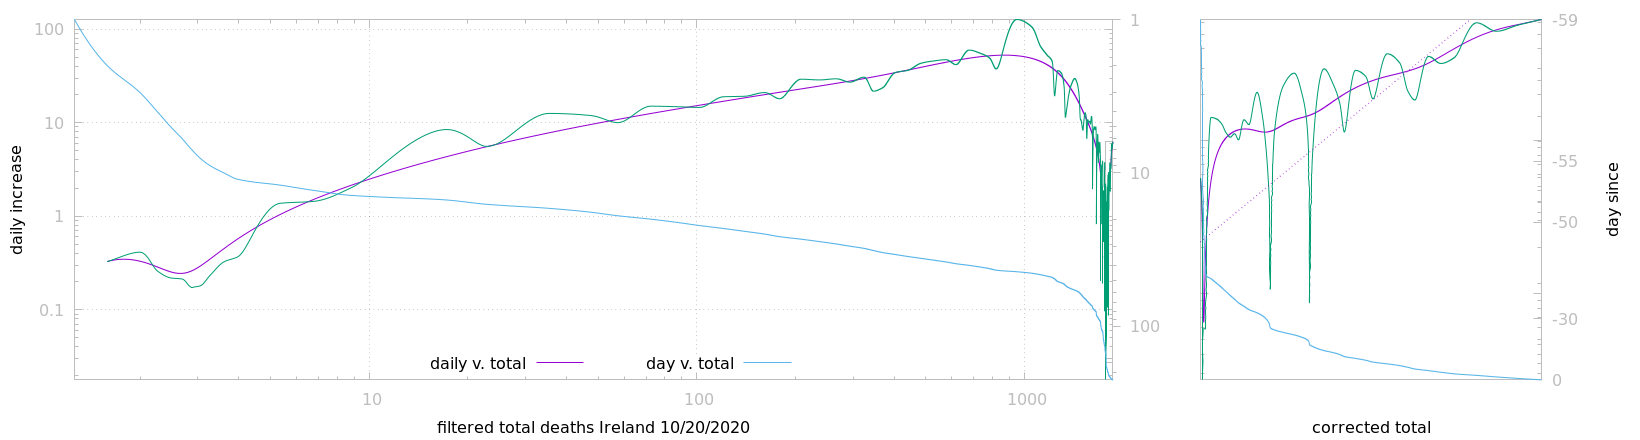 100
10
1
0.1
daily increase
daily v. total
day v. total
10
100
1000
filtered total deaths Ireland 10/20/2020
1
10
100
-59
-55
-50
-30
0
day since
corrected total